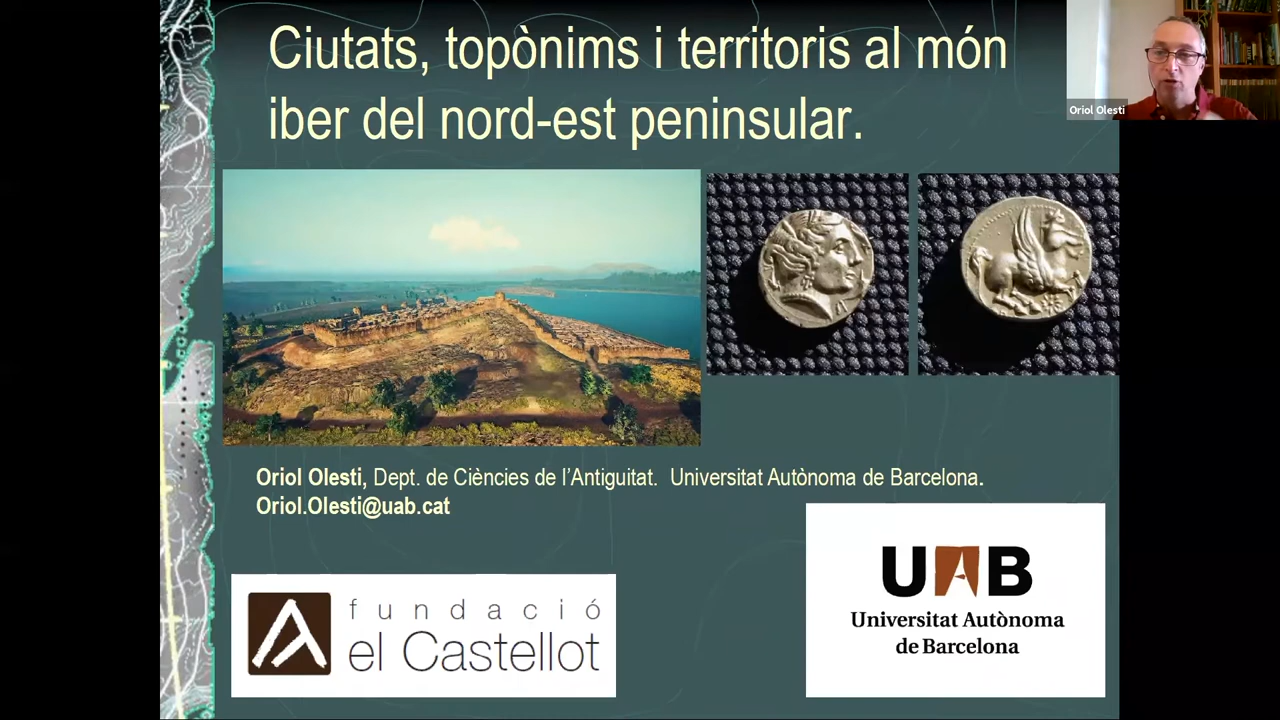 Ciutats, topònims i territoris al món
iber del nord-est peninsular.
Oriol Olesti
Oriol Olesti, Dept. de Ciències de l’Antiguitat. Universitat Autònoma de Barcelona.
Oriol.Olesti@uab.cat
fundació
el Castellot
UAB
Universitat Autònoma
de Barcelona